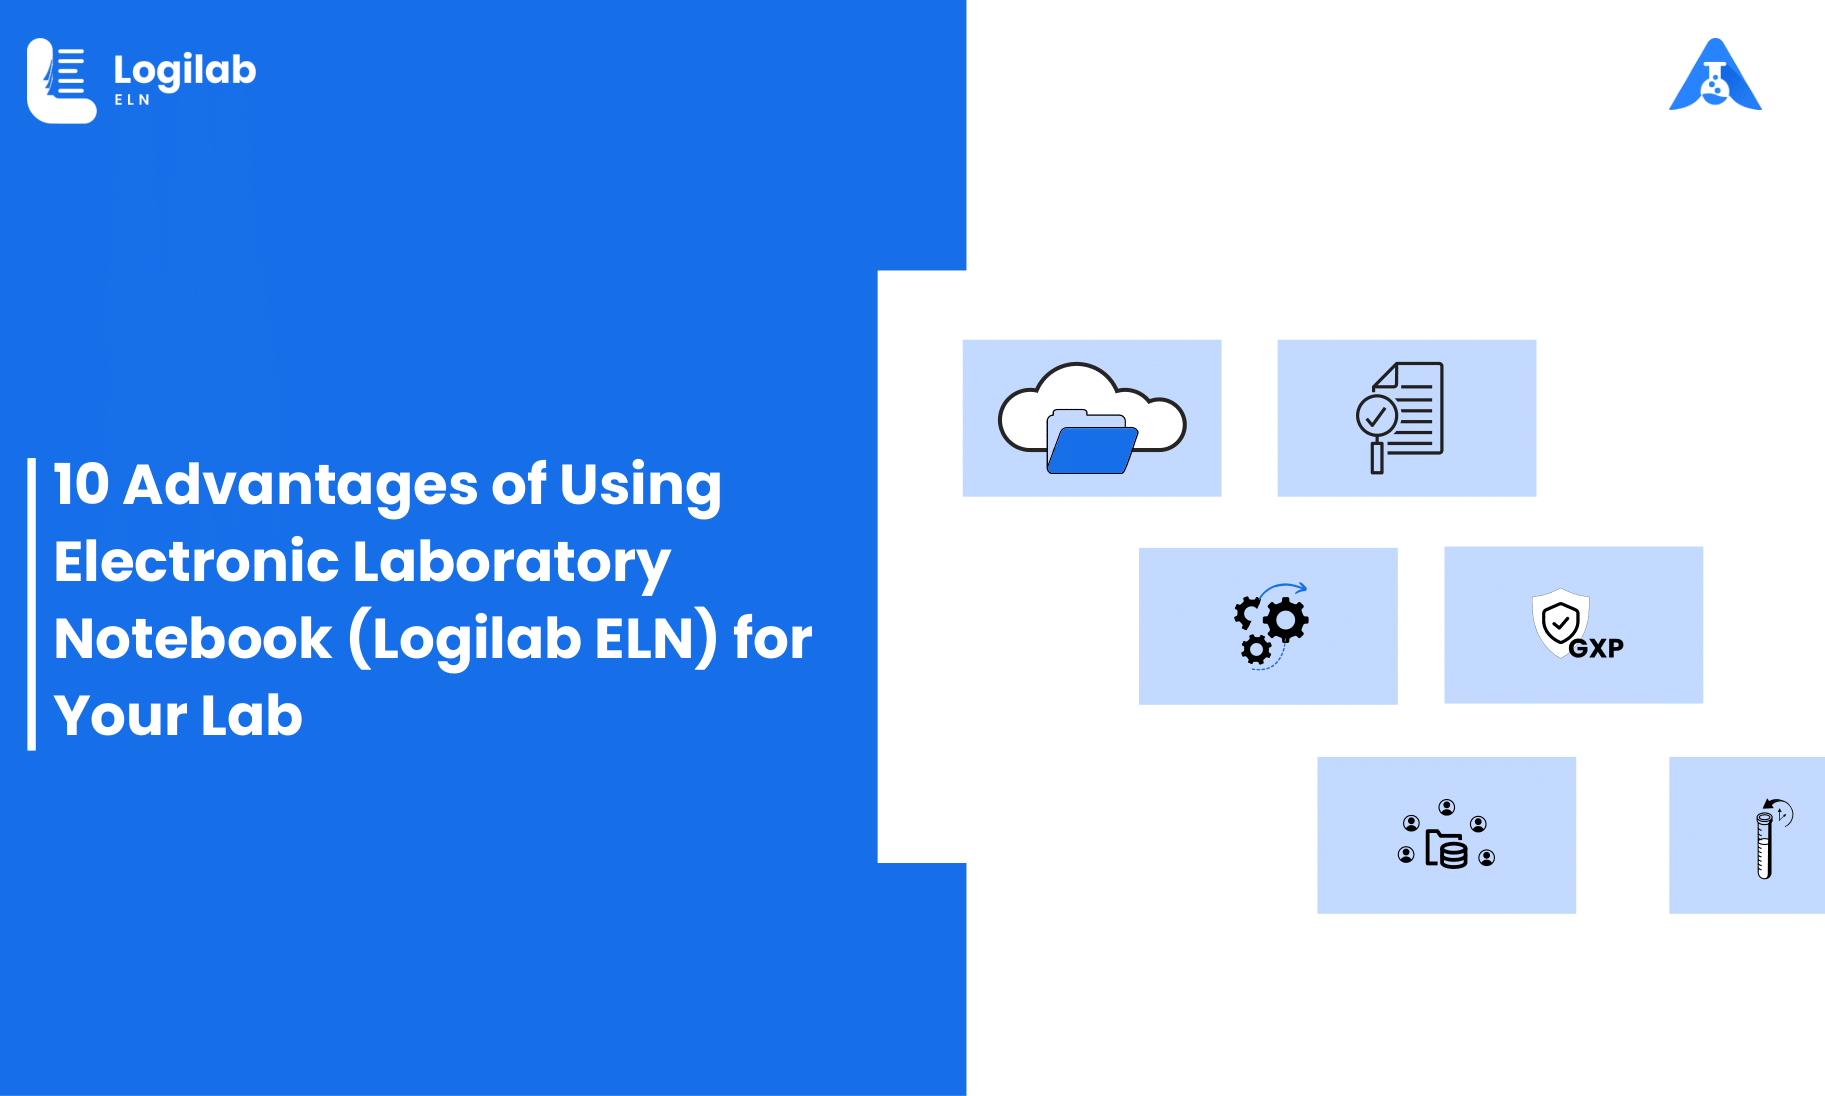 Logilab
ELN
10 Advantages of Using
Electronic Laboratory
Notebook (Logilab ELN) for
Your Lab
GXP